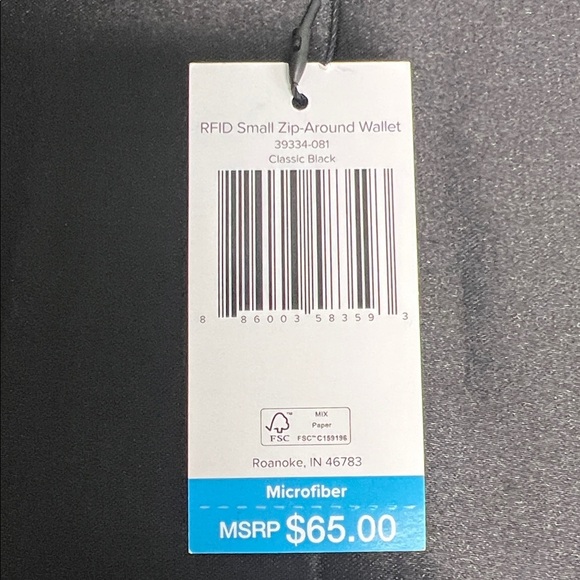 RFID Small Zip-Around Wallet
39334-081
Classic Black
8 86003 58359 3
FSC™
MIX
Paper
FSC™ C159196
Roanoke, IN 46783
Microfiber
MSRP $65.00